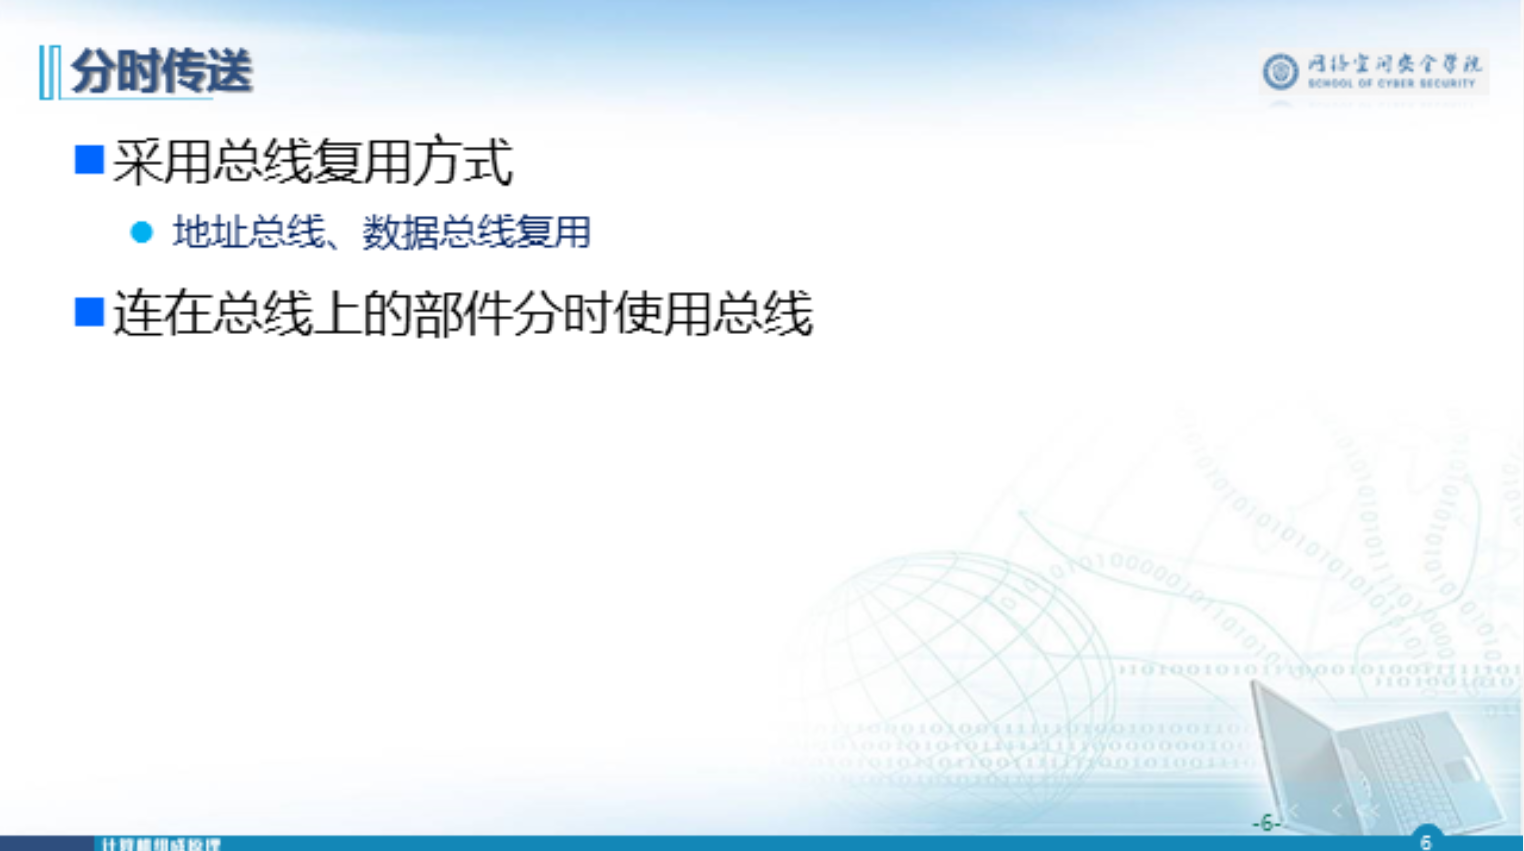 分时传送
网络空间安全学院
SCHOOL OF CYBER SECURITY
采用总线复用方式
地址总线、数据总线复用
连在总线上的部件分时使用总线
-6-
计算机组成原理
6